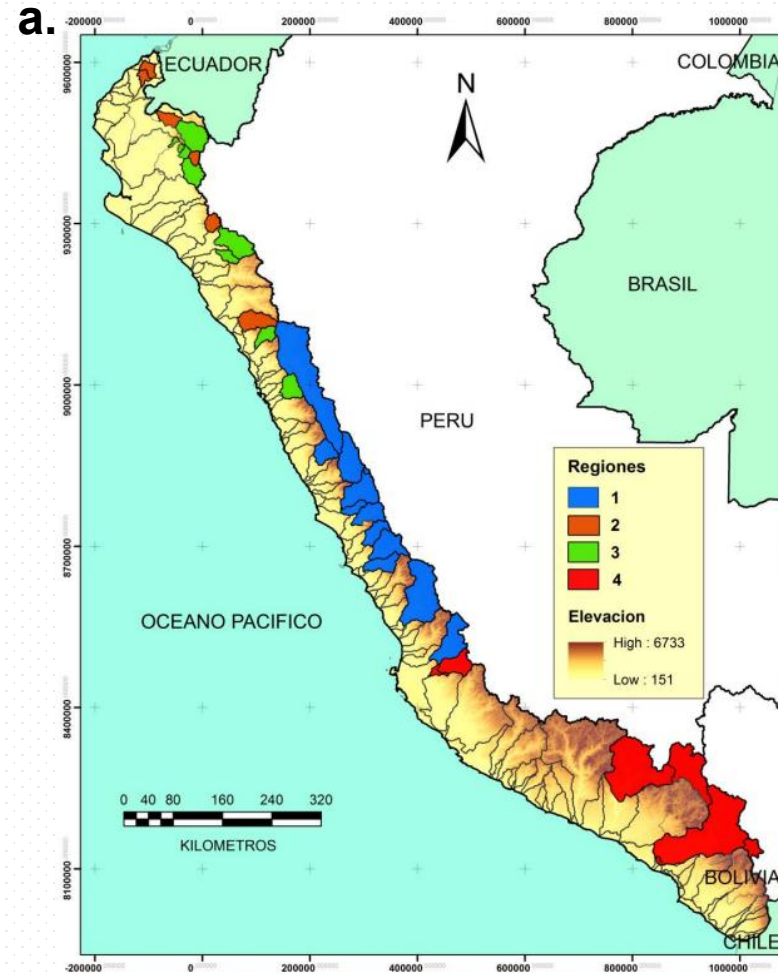 a.
-200000 0 200000 400000 600000 800000 1000000
9600000
ECUADOR
COLOMBIA
N
9300000
BRASIL
9000000
PERU
Regiones
1
2
3
4
8700000
OCEANO PACIFICO
Elevacion
High : 6733
Low : 151
8400000
0 40 80 160 240 320
KILOMETROS
8100000
BOLIVIA
CHILE
-200000 0 200000 400000 600000 800000 1000000